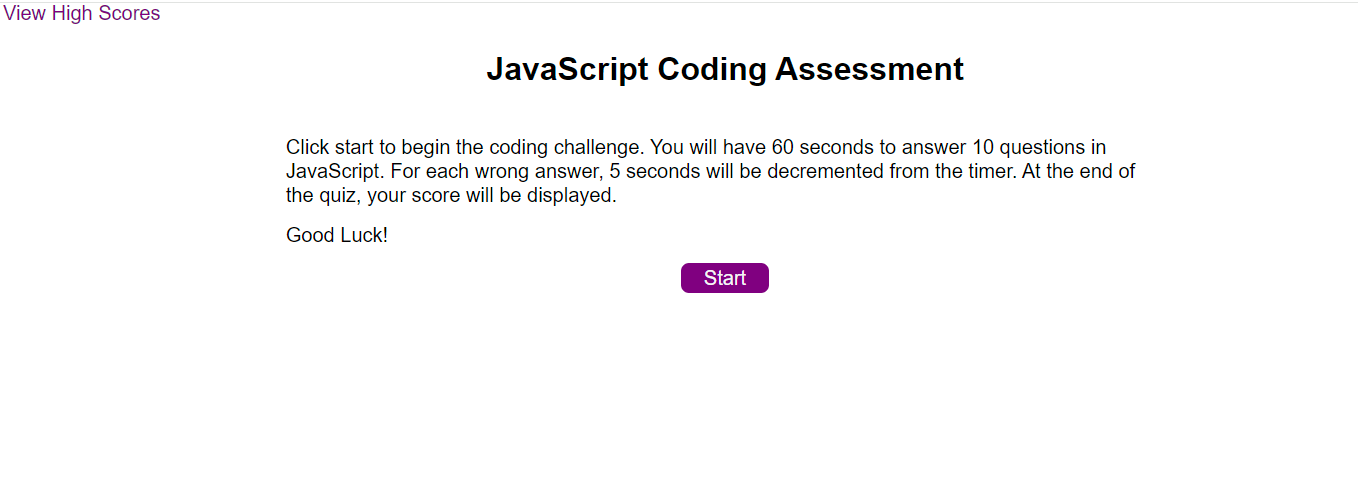 View High Scores
JavaScript Coding Assessment
Click start to begin the coding challenge. You will have 60 seconds to answer 10 questions in
JavaScript. For each wrong answer, 5 seconds will be decremented from the timer. At the end of
the quiz, your score will be displayed.
Good Luck!
Start